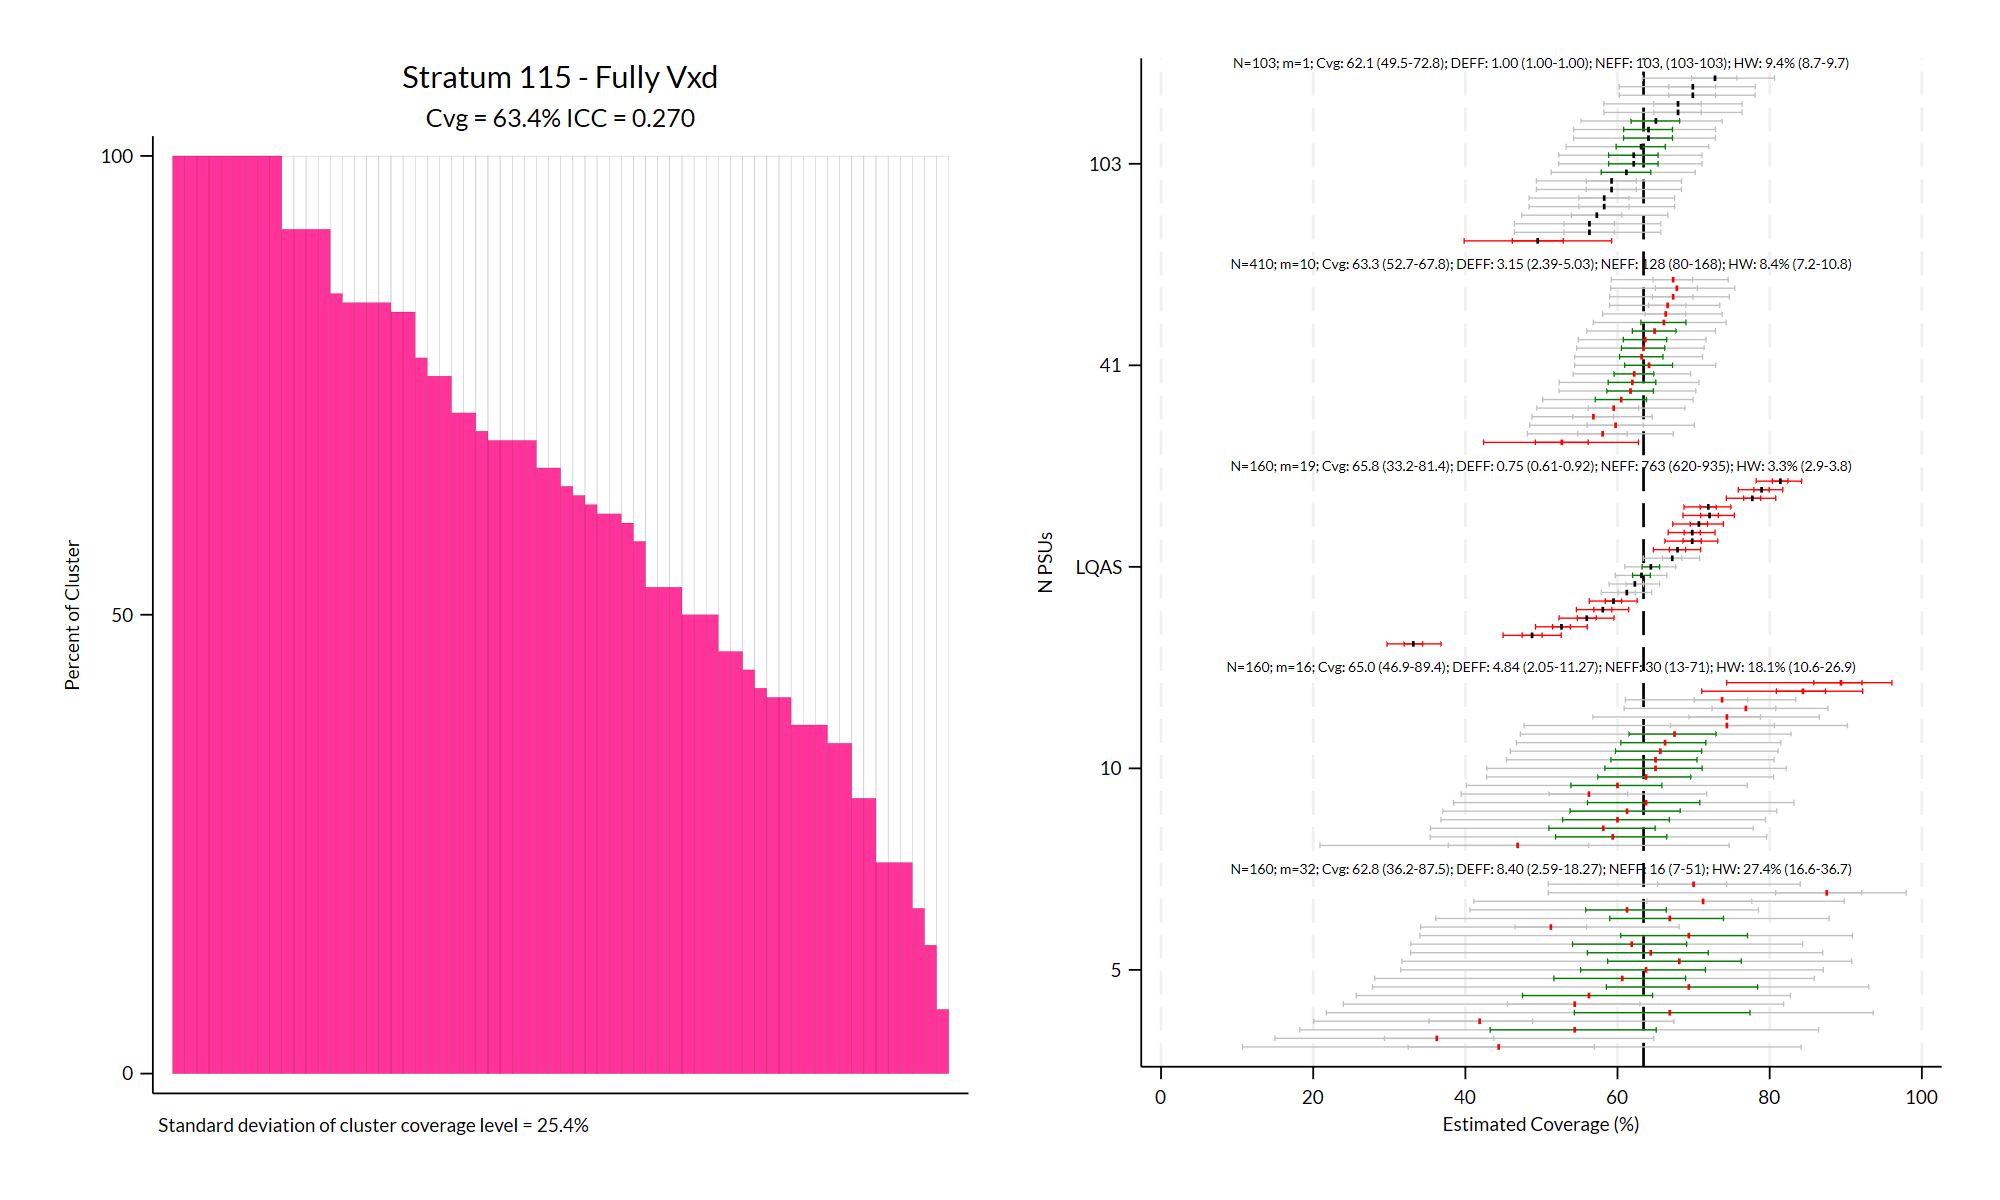 Stratum 115 - Fully Vxd
Cvg = 63.4% ICC = 0.270
100
50
0
Percent of Cluster
Standard deviation of cluster coverage level = 25.4%
N=103; m=1; Cvg: 62.1 (49.5-72.8); DEFF: 1.00 (1.00-1.00); NEFF: 103, (103-103); HW: 9.4% (8.7-9.7)
103
N=410; m=10; Cvg: 63.3 (52.7-67.8); DEFF: 3.15 (2.39-5.03); NEFF: 128 (80-168); HW: 8.4% (7.2-10.8)
41
N=160; m=19; Cvg: 65.8 (33.2-81.4); DEFF: 0.75 (0.61-0.92); NEFF: 763 (620-935); HW: 3.3% (2.9-3.8)
LQAS
N=160; m=16; Cvg: 65.0 (46.9-89.4); DEFF: 4.84 (2.05-11.27); NEFF: 30 (13-71); HW: 18.1% (10.6-26.9)
10
N=160; m=32; Cvg: 62.8 (36.2-87.5); DEFF: 8.40 (2.59-18.27); NEFF: 16 (7-51); HW: 27.4% (16.6-36.7)
5
N PSUs
0 20 40 60 80 100
Estimated Coverage (%)